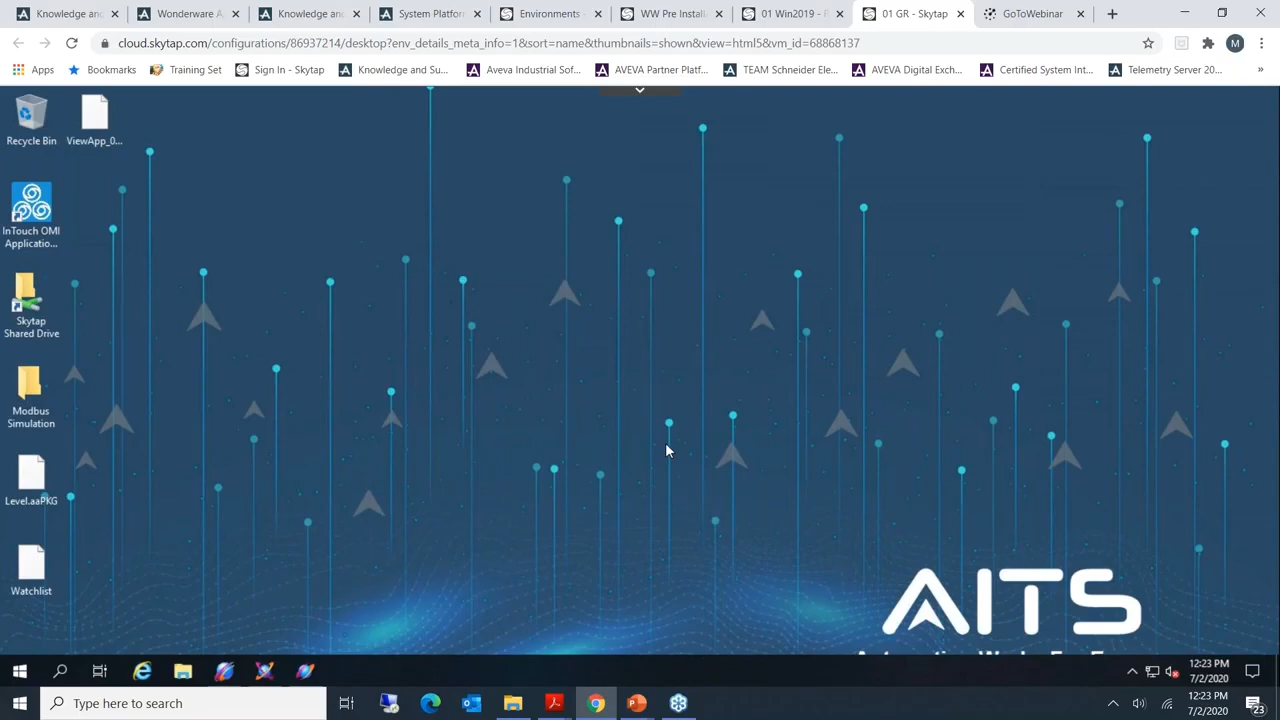 Knowledge and
Wonderware A
Knowledge and
System Platform
Environments -
WW Pre Install
01 Win2019 -
01 GR - Skytap
GoToWebinar
cloud.skytap.com/configurations/86937214/desktop?env_details_meta_info=1&sort=name&thumbnails=shown&view=html5&vm_id=68868137
M
Apps
Bookmarks
Training Set
Sign In - Skytap
Knowledge and Su...
Aveva Industrial Sof...
AVEVA Partner Platf...
TEAM Schneider Ele...
AVEVA Digital Exch...
Certified System Int...
Telemetry Server 20...
»
Recycle Bin
ViewApp_0...
InTouch OMI
Applicatio...
Skytap
Shared Drive
Modbus
Simulation
Level.aaPKG
Watchlist
AITS
12:23 PM
7/2/2020
Type here to search
12:23 PM
7/2/2020
23